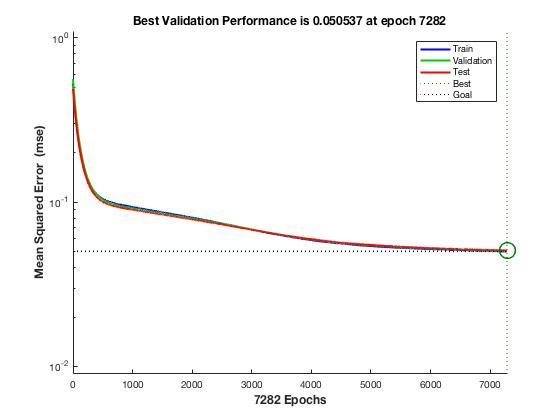 Best Validation Performance is 0.050537 at epoch 7282
Mean Squared Error (mse)
10^0
10^-1
10^-2
Train
Validation
Test
Best
Goal
0 1000 2000 3000 4000 5000 6000 7000
7282 Epochs